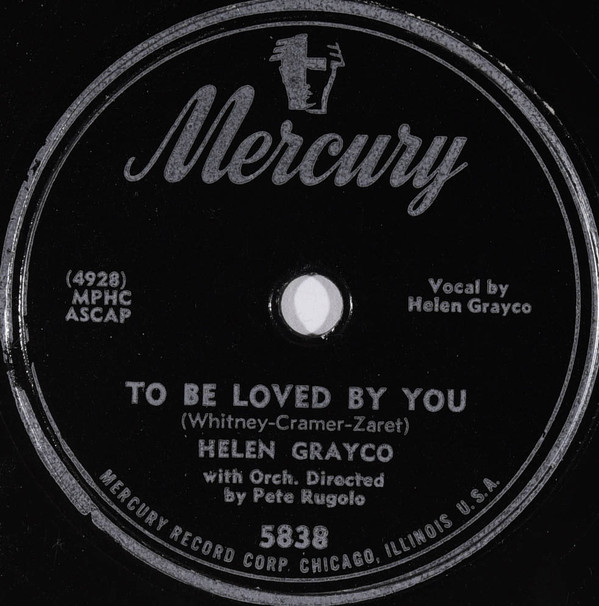 Mercury
(4928)
MPHC
ASCAP
Vocal by
Helen Grayco
TO BE LOVED BY YOU
(Whitney-Cramer-Zaret)
HELEN GRAYCO
with Orch. Directed
by Pete Rugolo
5838
MERCURY RECORD CORP. CHICAGO, ILLINOIS U.S.A.